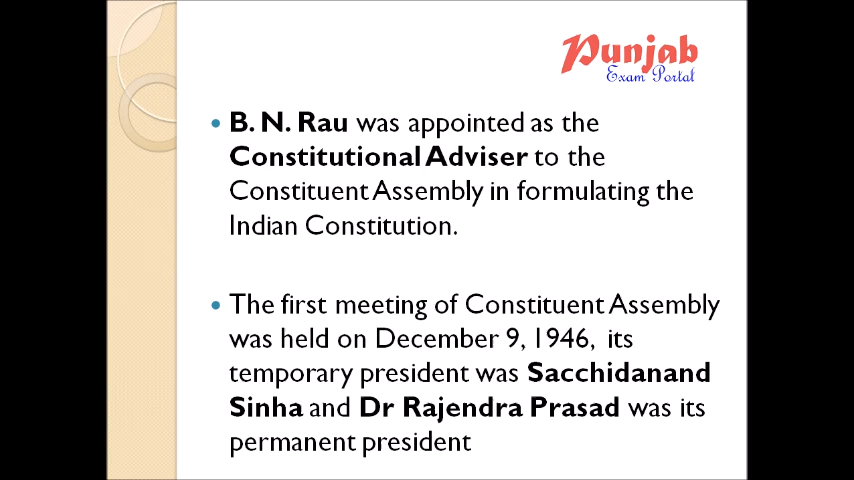 Punjab
Exam Portal
B. N. Rau was appointed as the
Constitutional Adviser to the
Constituent Assembly in formulating the
Indian Constitution.
The first meeting of Constituent Assembly
was held on December 9, 1946, its
temporary president was Sacchidanand
Sinha and Dr Rajendra Prasad was its
permanent president